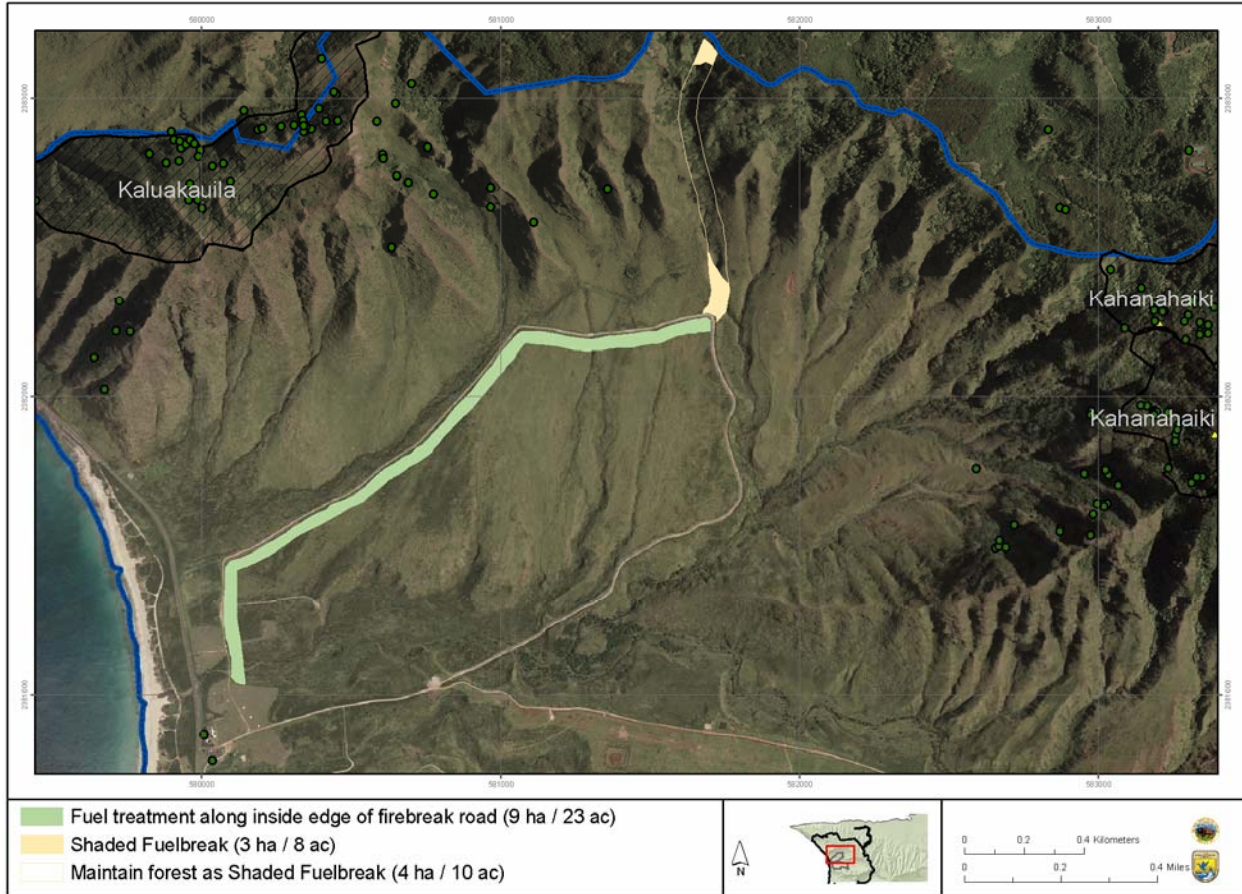 580000 581000 582000 583000
2383000 2383000
Kaluakauila
Kahanahaiki
2382000 2382000
Kahanahaiki
2381000 2381000
580000 581000 582000 583000
Fuel treatment along inside edge of firebreak road (9 ha / 23 ac)
Shaded Fuelbreak (3 ha / 8 ac)
Maintain forest as Shaded Fuelbreak (4 ha / 10 ac)
N
0 0.2 0.4 Kilometers
0 0.2 0.4 Miles